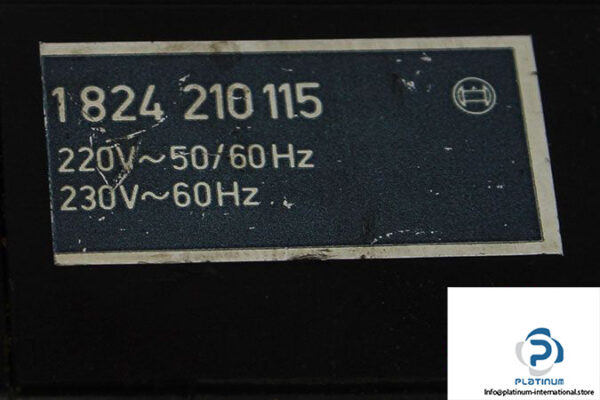 1 824 210 115
220V~50/60Hz
230V~60Hz
PLATINUM
Info@platinum-international.store